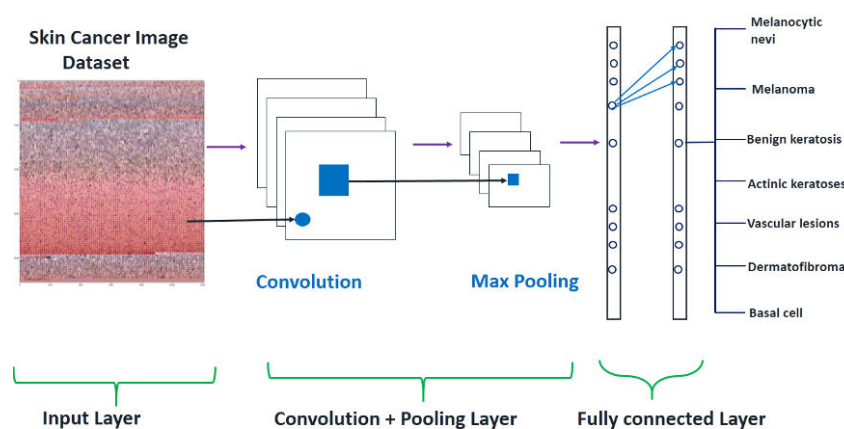 Skin Cancer Image
Dataset
Convolution
Max Pooling
Melanocytic
nevi
Melanoma
Benign keratosis
Actinic keratoses
Vascular lesions
Dermatofibroma
Basal cell
Input Layer
Convolution + Pooling Layer
Fully connected Layer